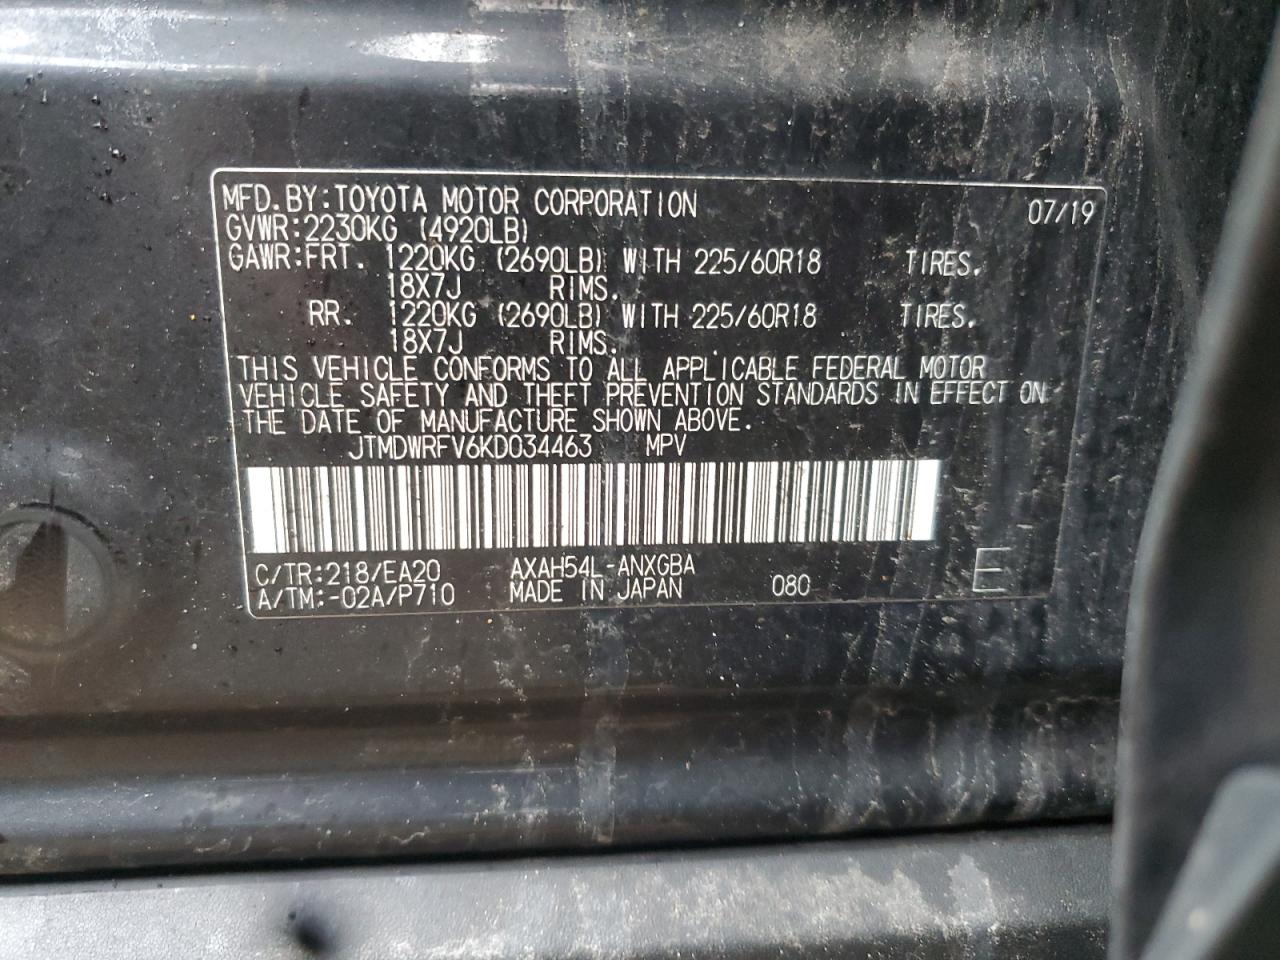 MFD.BY:TOYOTA MOTOR CORPORATION 07/19
GVWR:2230KG (4920LB)
GAWR:FRT. 1220KG (2690LB) WITH 225/60R18 TIRES.
18X7J RIMS.
RR. 1220KG (2690LB) WITH 225/60R18 TIRES.
18X7J RIMS.
THIS VEHICLE CONFORMS TO ALL APPLICABLE FEDERAL MOTOR
VEHICLE SAFETY AND THEFT PREVENTION STANDARDS IN EFFECT ON
THE DATE OF MANUFACTURE SHOWN ABOVE.
JTMDWRFV6KD034463 MPV
C/TR:218/EA20 AXAH54L-ANXGBA
A/TM:-02A/P710 MADE IN JAPAN 080 E